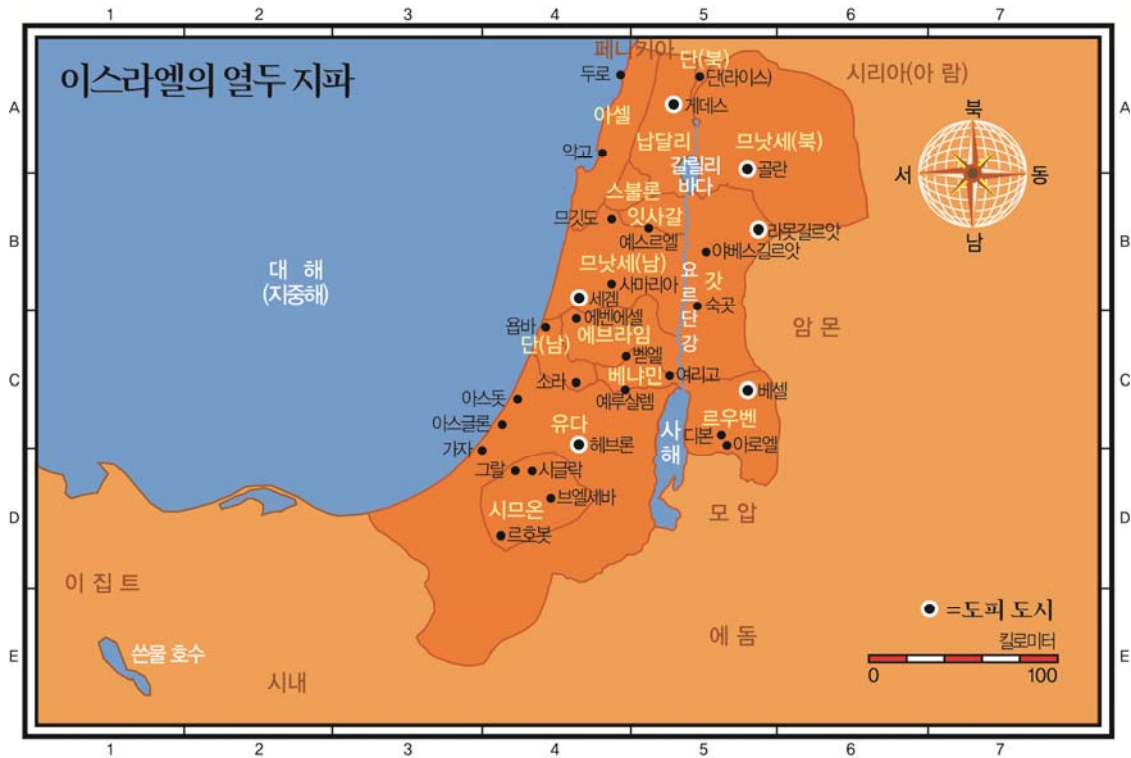 1 2 3 4 5 6 7
이스라엘의 열두 지파
페니키아
단(북)
두로
단(라이스)
시리아(아 람)
A A
게데스
북
아셀
납달리
므낫세(북)
악고
갈릴리
바다
골란
서 동
스불론
므깃도
잇사갈
라못길르앗
남
B B
예스르엘
야베스길르앗
대 해
(지중해)
므낫세(남)
요르단강
갓
사마리아
세겜
숙곳
에벤에셀
욥바
에브라임
암 몬
단(남)
벧엘
베냐민
여리고
C C
소라
예루살렘
베셀
아스돗
르우벤
아스글론
유다
사해
디본
가자
헤브론
아로엘
그랄
시글락
브엘세바
시므온
모 압
D D
르호봇
이 집 트
=도피 도시
에 돔
킬로미터
쓴물 호수
E E
0 100
시내
1 2 3 4 5 6 7